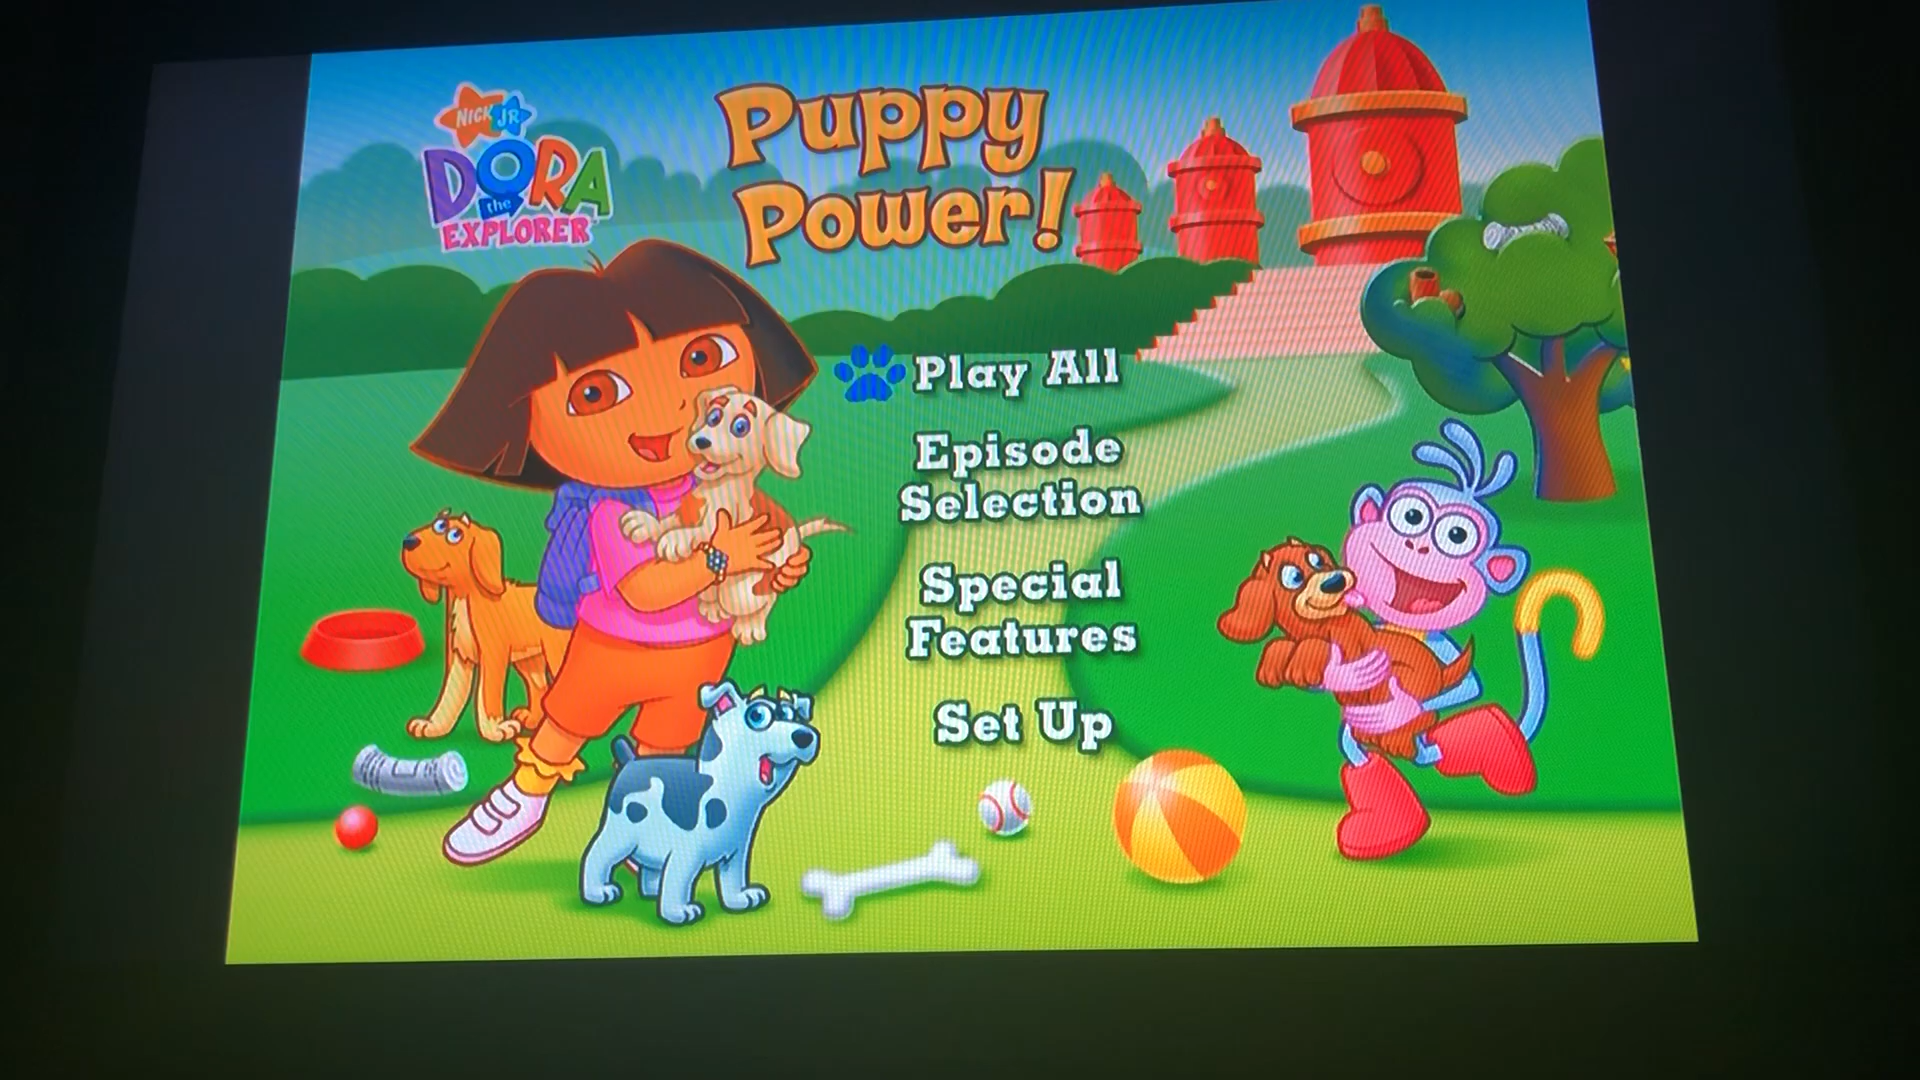 NICK JR
DORA
the
EXPLORER
Puppy
Power!
Play All
Episode
Selection
Special
Features
Set Up